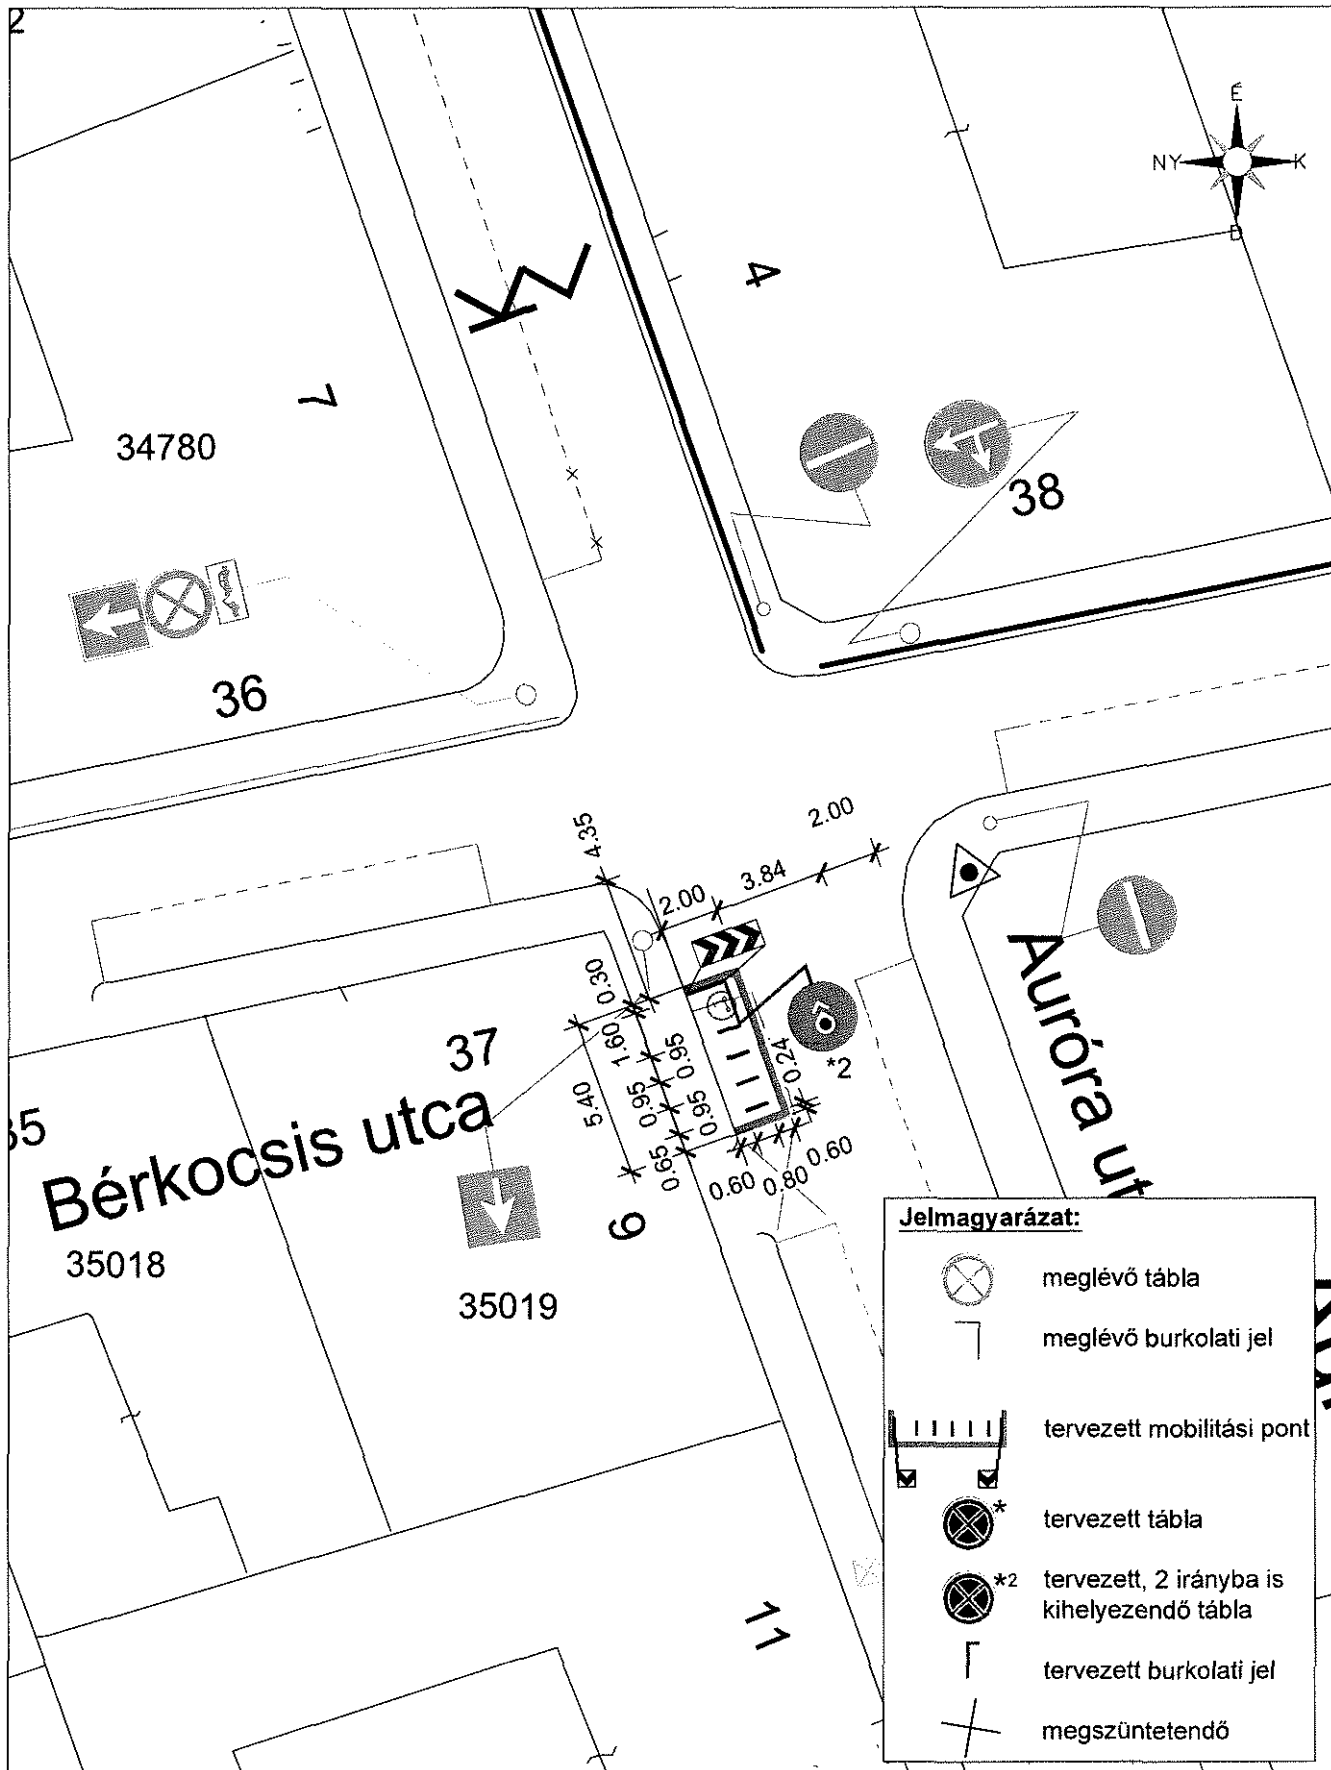 2
É
NY
K
D
4
7
34780
38
36
2.00
4.35
3.84
2.00
0.30
1.60
0.95
0.95
0.95
5.40
0.65
0.24
*2
0.60
0.80
0.60
37
35
Bérkocsis utca
Auróra ut
35018
9
35019
11
Jelmagyarázat:
meglévő tábla
meglévő burkolati jel
tervezett mobilitási pont
* tervezett tábla
*2 tervezett, 2 irányba is
kihelyezendő tábla
tervezett burkolati jel
megszüntetendő